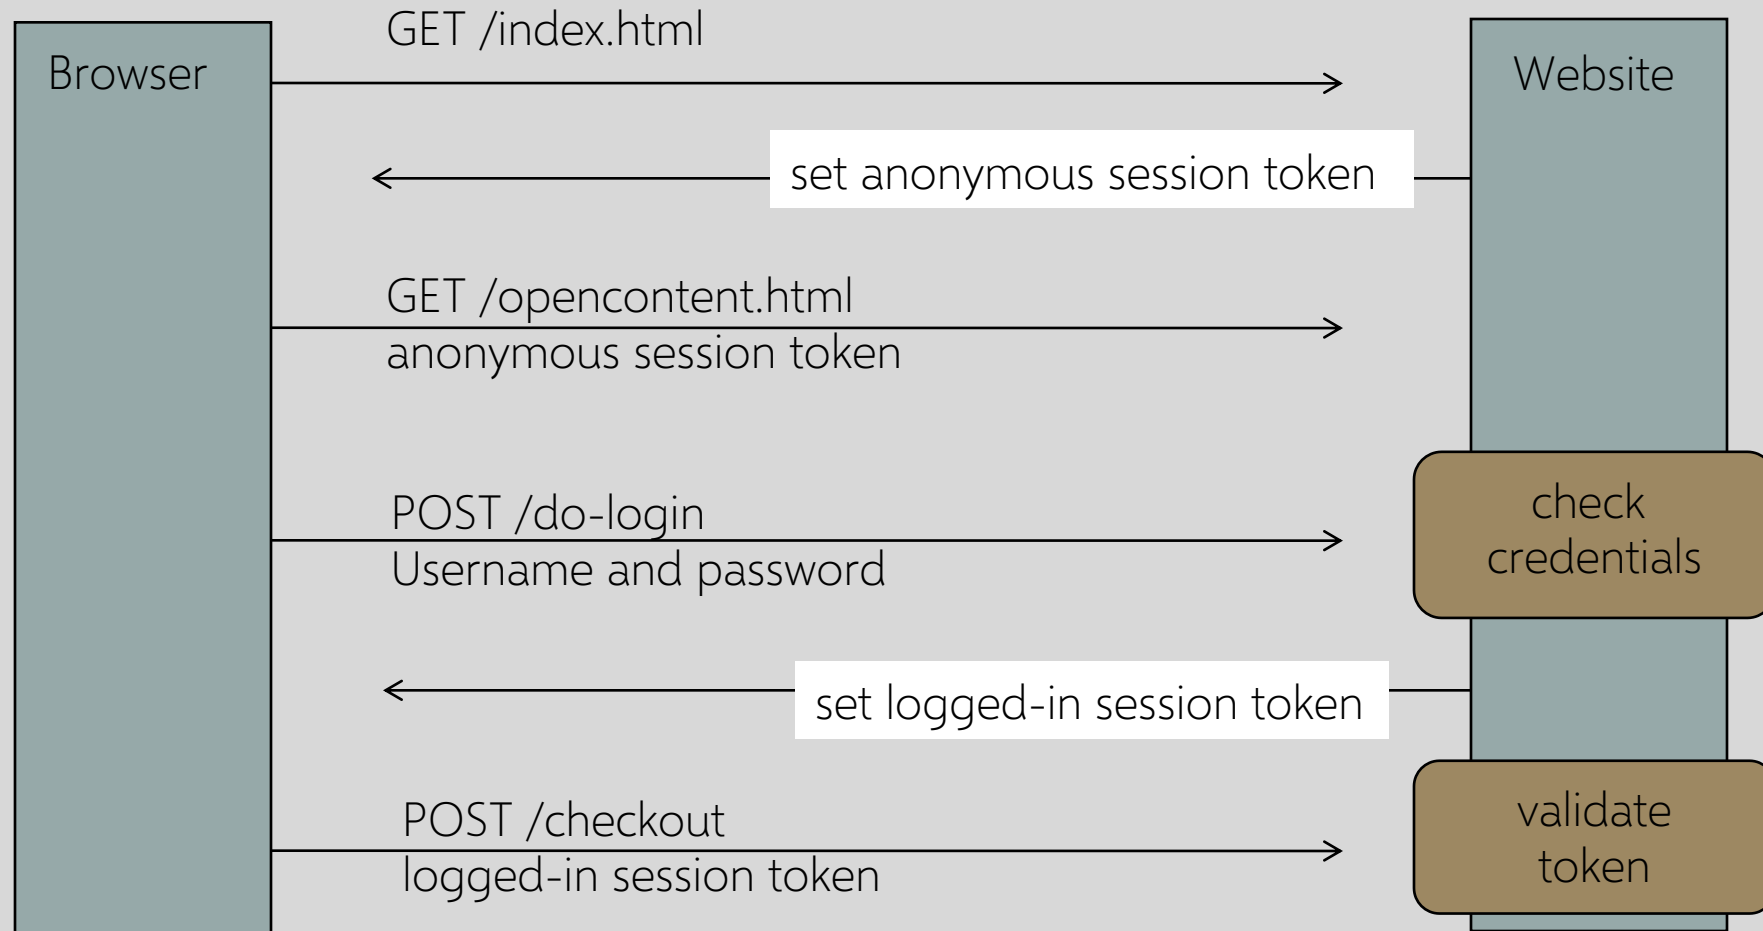 GET /index.html
Browser
Website
set anonymous session token
GET /opencontent.html
anonymous session token
POST /do-login
Username and password
check
credentials
set logged-in session token
POST /checkout
logged-in session token
validate
token